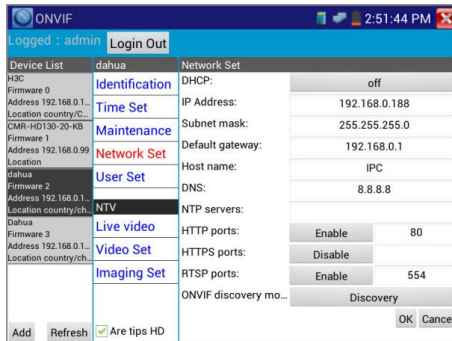 ONVIF
2:51:44 PM
Logged : admin
Login Out
Device List
H3C
Firmware 0
Address 192.168.0.1...
Location country/C...
CMR-HD130-20-KB
Firmware 1
Address 192.168.0.99
Location
dahua
Firmware 2
Address 192.168.0.1...
Location country/ch...
Dahua
Firmware 3
Address 192.168.0.1...
Location country/ch...
Add Refresh
dahua
Identification
Time Set
Maintenance
Network Set
User Set
NTV
Live video
Video Set
Imaging Set
Are tips HD
Network Set
DHCP: off
IP Address: 192.168.0.188
Subnet mask: 255.255.255.0
Default gateway: 192.168.0.1
Host name: IPC
DNS: 8.8.8.8
NTP servers:
HTTP ports: Enable 80
HTTPS ports: Disable
RTSP ports: Enable 554
ONVIF discovery mo... Discovery
OK Cance